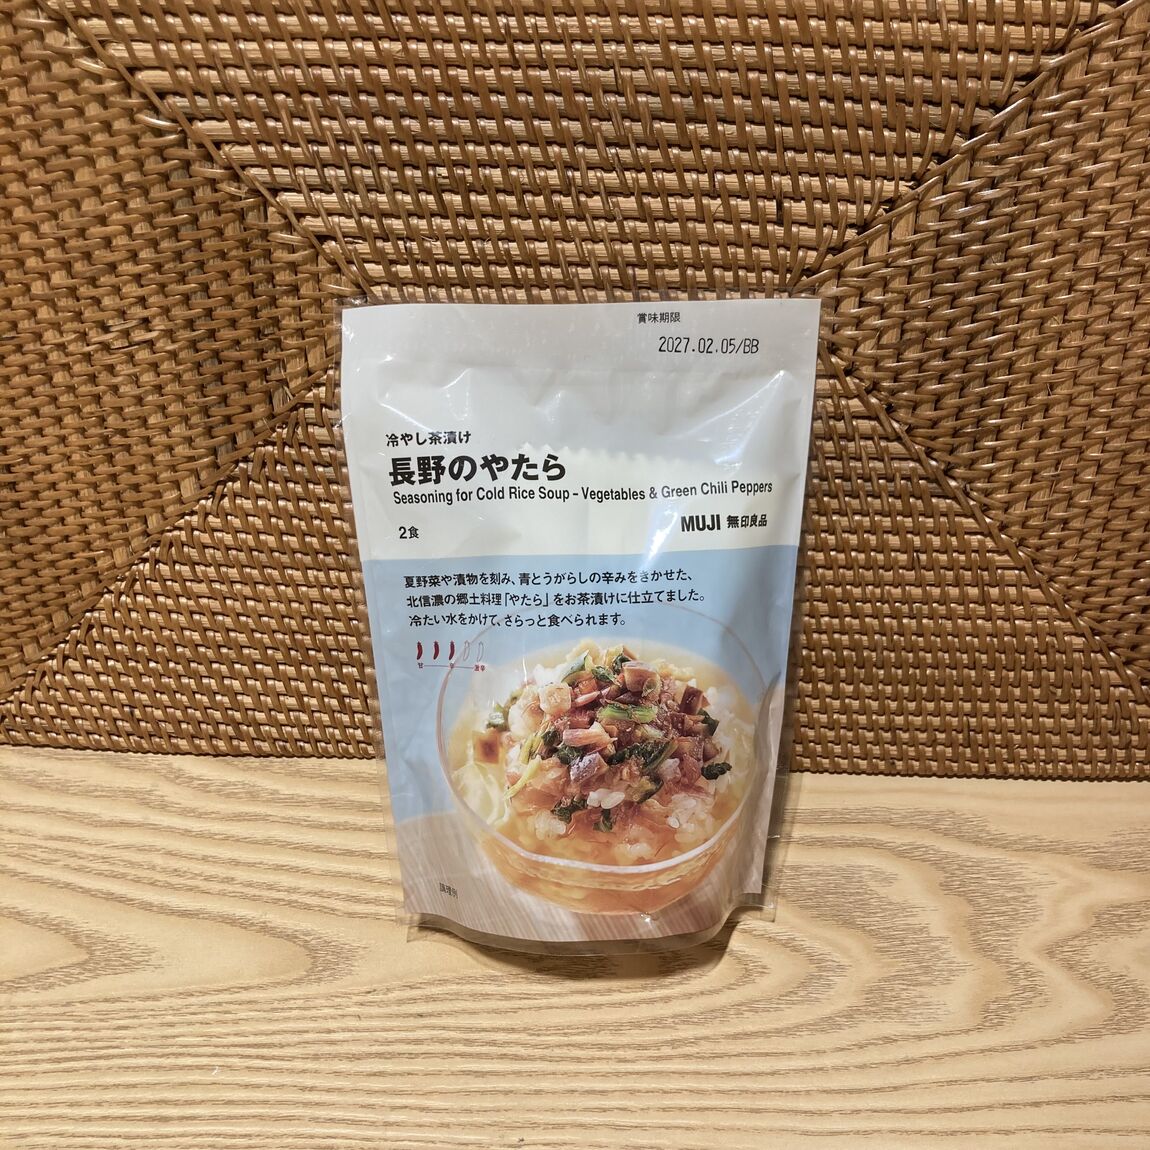 賞味期限
2027.02.05/BB
冷やし茶漬け
長野のやたら
Seasoning for Cold Rice Soup – Vegetables & Green Chili Peppers
2食
MUJI 無印良品
夏野菜や漬物を刻み、青とうがらしの辛みをきかせた、
北信濃の郷土料理「やたら」をお茶漬けに仕立てました。
冷たい水をかけて、さらっと食べられます。
甘 辛 激辛
調理例